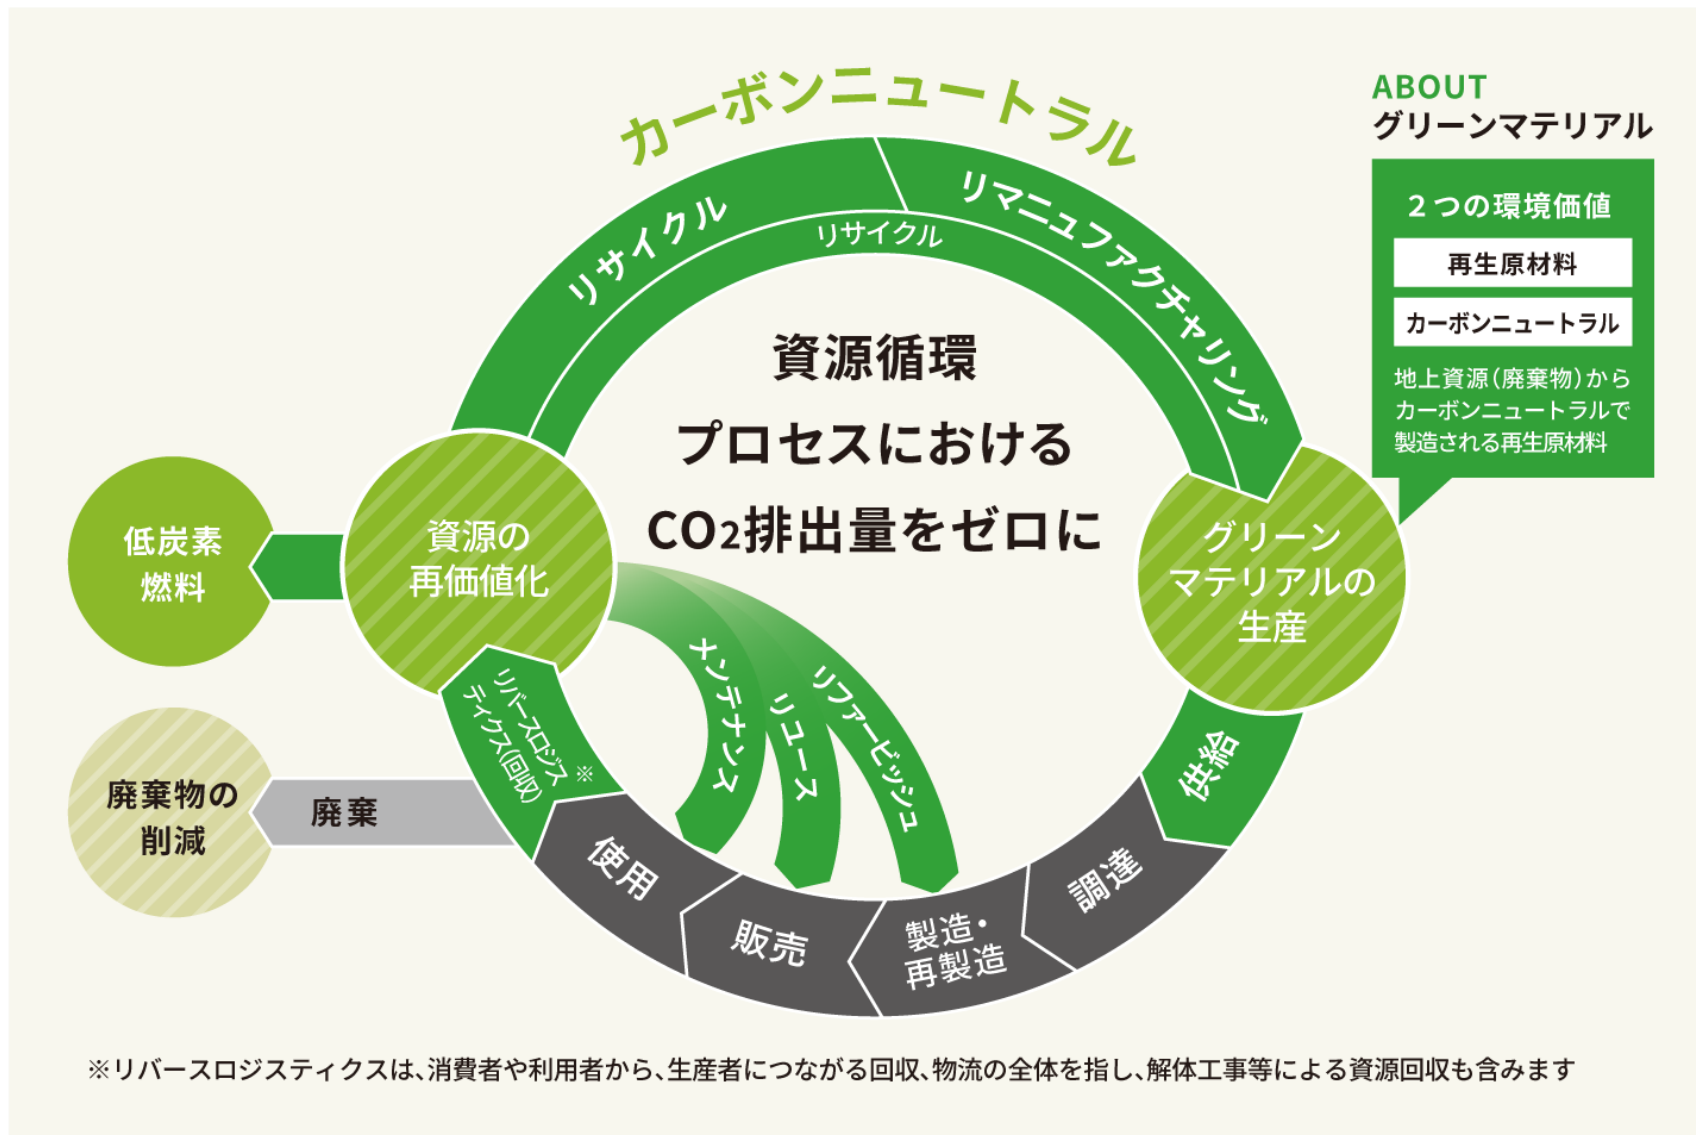 カーボンニュートラル
ABOUT
グリーンマテリアル
２つの環境価値
再生原材料
カーボンニュートラル
地上資源（廃棄物）から
カーボンニュートラルで
製造される再生原材料
リサイクル
リマニュファクチャリング
リサイクル
資源循環
プロセスにおける
CO₂排出量をゼロに
低炭素
燃料
資源の
再価値化
グリーン
マテリアルの
生産
メンテナンス
リユース
リファービッシュ
リバースロジス
ティクス(回収)
※
供給
廃棄物の
削減
廃棄
使用
販売
製造・
再製造
調達
※リバースロジスティクスは、消費者や利用者から、生産者につながる回収、物流の全体を指し、解体工事等による資源回収も含みます